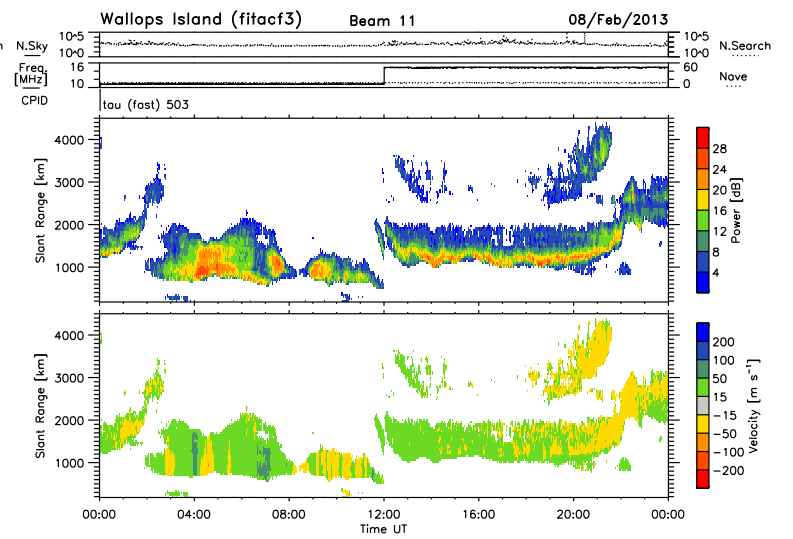 Wallops Island (fitacf3) Beam 11 08/Feb/2013
n N.Sky 10^5 10^5 N.Search
10^0 10^0
Freq. 16 60 Nave
[MHz] 10 0
CPID tau (fast) 503
4000
3000
2000
1000
Slant Range [km]
28
24
20
16
12
8
4
Power [dB]
4000
3000
2000
1000
Slant Range [km]
200
100
50
15
-15
-50
-100
-200
Velocity [m s⁻¹]
00:00 04:00 08:00 12:00 16:00 20:00 00:00
Time UT